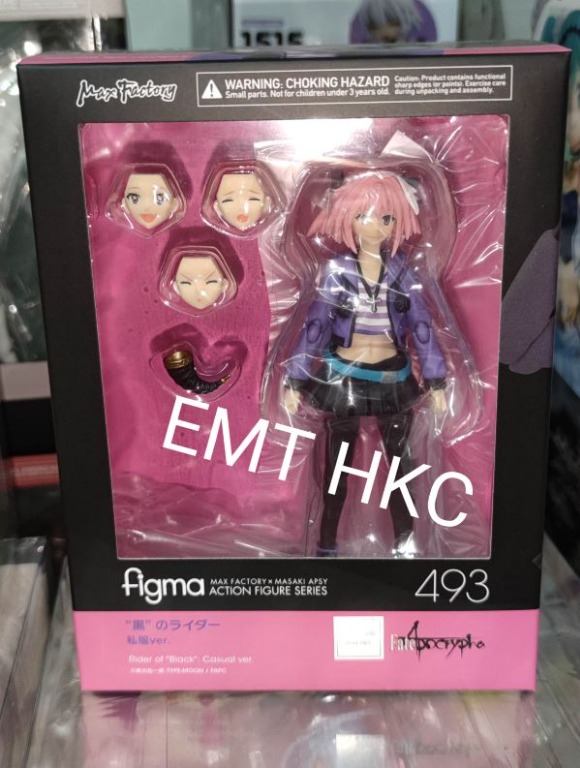 1515
Max Factory
WARNING: CHOKING HAZARD
Small parts. Not for children under 3 years old.
Caution: Product contains functional
sharp edges (or points). Exercise care
during unpacking and assembly.
EMT HKC
figma
MAX FACTORY × MASAKI APSY
ACTION FIGURE SERIES
493
"黒"のライダー
私服ver.
Rider of "Black": Casual ver.
Fate Apocrypha